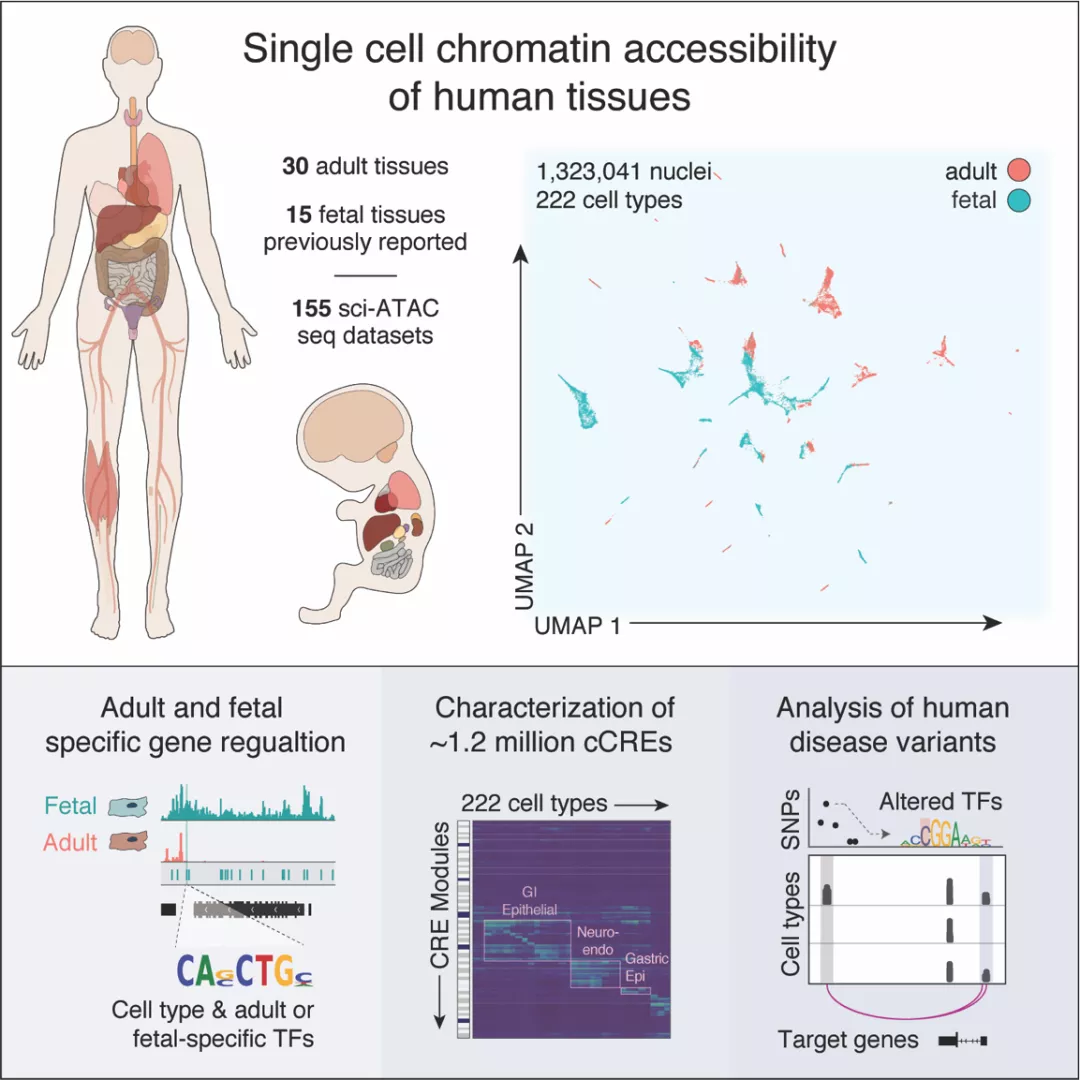 Single cell chromatin accessibility
of human tissues
30 adult tissues
15 fetal tissues
previously reported
155 sci-ATAC
seq datasets
1,323,041 nuclei
222 cell types
adult
fetal
UMAP 2
UMAP 1
Adult and fetal
specific gene regualtion
Fetal
Adult
CAGCTGC
Cell type & adult or
fetal-specific TFs
Characterization of
~1.2 million cCREs
222 cell types
CRE Modules
GI
Epithelial
Neuro-
endo
Gastric
Epi
Analysis of human
disease variants
SNPs
Altered TFs
CGGA
Cell types
Target genes